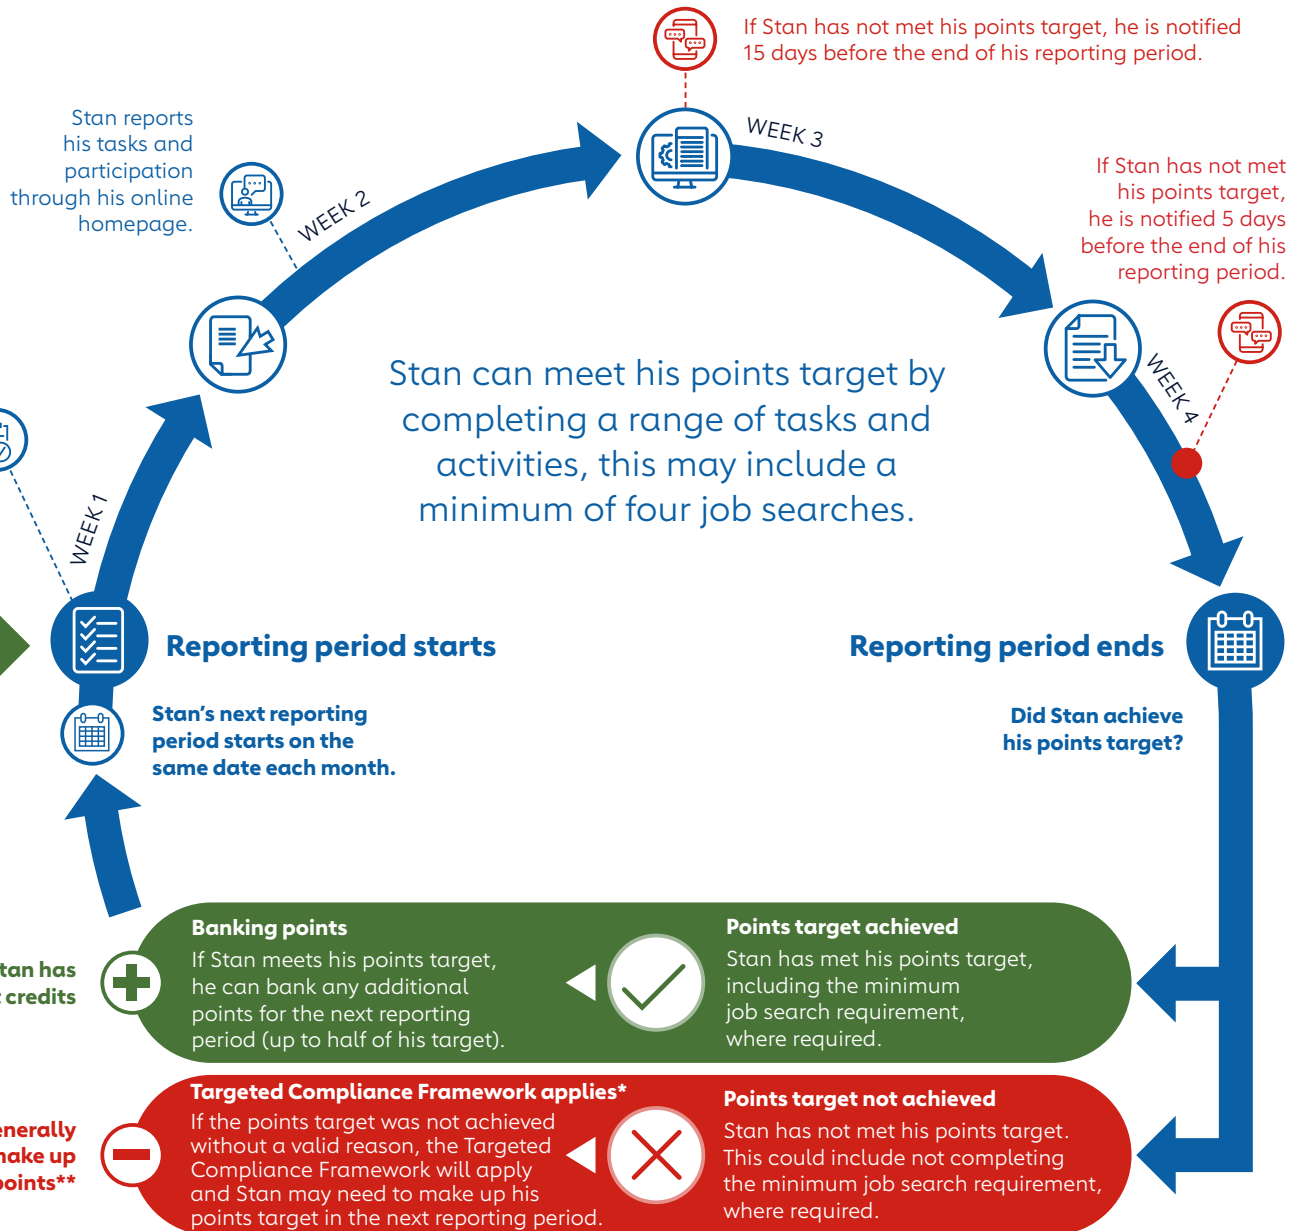 If Stan has not met his points target, he is notified
15 days before the end of his reporting period.
Stan reports
his tasks and
participation
through his online
homepage.
WEEK 2
WEEK 3
If Stan has not met
his points target,
he is notified 5 days
before the end of his
reporting period.
WEEK 4
Stan can meet his points target by
completing a range of tasks and
activities, this may include a
minimum of four job searches.
WEEK 1
Reporting period starts
Reporting period ends
Stan's next reporting
period starts on the
same date each month.
Did Stan achieve
his points target?
Banking points
If Stan meets his points target,
he can bank any additional
points for the next reporting
period (up to half of his target).
Points target achieved
Stan has met his points target,
including the minimum
job search requirement,
where required.
tan has
credits
Targeted Compliance Framework applies*
If the points target was not achieved
without a valid reason, the Targeted
Compliance Framework will apply
and Stan may need to make up his
points target in the next reporting period.
Points target not achieved
Stan has not met his points target.
This could include not completing
the minimum job search requirement,
where required.
enerally
make up
points**